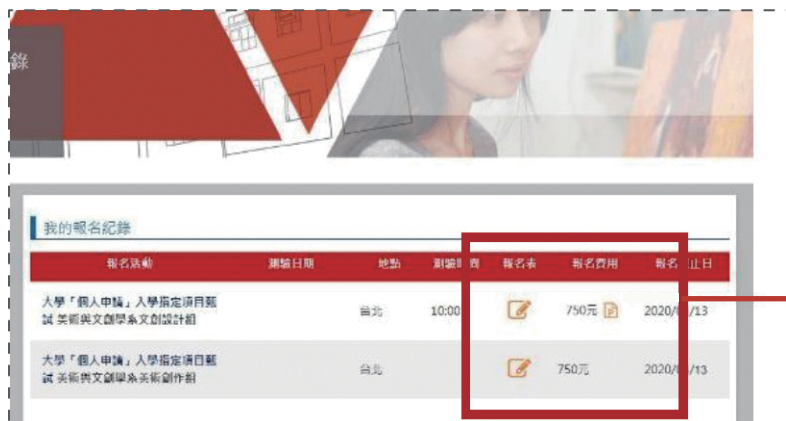 錄
我的報名紀錄
報名活動 測驗日期 地點 報名表 報名費用
大學「個人申請」入學指定項目甄
試 美術與文創學系文創設計組
台北 10:00 750元
大學「個人申請」入學指定項目甄
試 美術與文創學系美術創作組
台北 750元